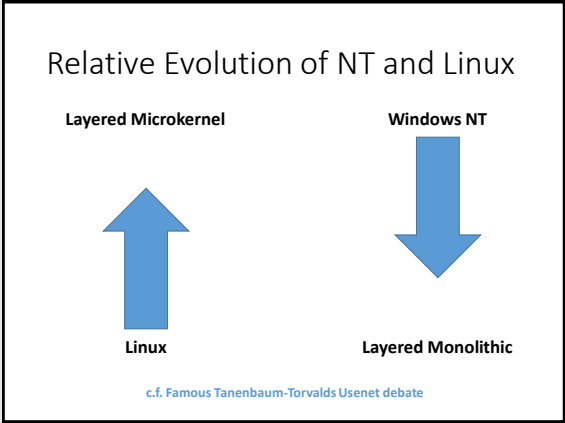 Relative Evolution of NT and Linux
Layered Microkernel
Windows NT
Linux
Layered Monolithic
c.f. Famous Tanenbaum-Torvalds Usenet debate